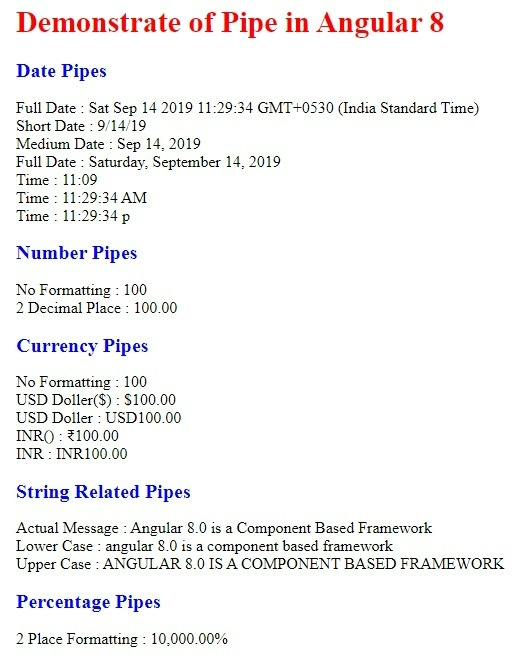 Demonstrate of Pipe in Angular 8
Date Pipes
Full Date : Sat Sep 14 2019 11:29:34 GMT+0530 (India Standard Time)
Short Date : 9/14/19
Medium Date : Sep 14, 2019
Full Date : Saturday, September 14, 2019
Time : 11:09
Time : 11:29:34 AM
Time : 11:29:34 p
Number Pipes
No Formatting : 100
2 Decimal Place : 100.00
Currency Pipes
No Formatting : 100
USD Doller($) : $100.00
USD Doller : USD100.00
INR() : ₹100.00
INR : INR100.00
String Related Pipes
Actual Message : Angular 8.0 is a Component Based Framework
Lower Case : angular 8.0 is a component based framework
Upper Case : ANGULAR 8.0 IS A COMPONENT BASED FRAMEWORK
Percentage Pipes
2 Place Formatting : 10,000.00%